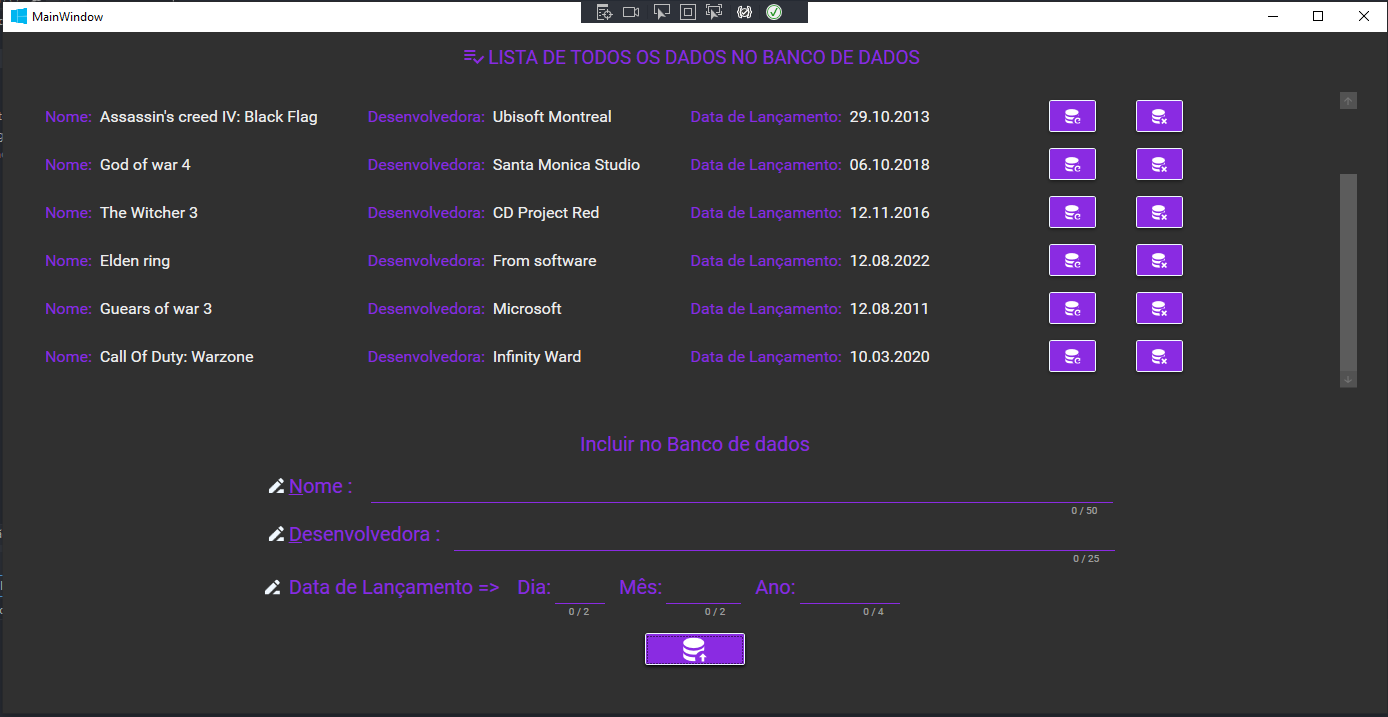 MainWindow
LISTA DE TODOS OS DADOS NO BANCO DE DADOS
Nome: Assassin's creed IV: Black Flag Desenvolvedora: Ubisoft Montreal Data de Lançamento: 29.10.2013
Nome: God of war 4 Desenvolvedora: Santa Monica Studio Data de Lançamento: 06.10.2018
Nome: The Witcher 3 Desenvolvedora: CD Project Red Data de Lançamento: 12.11.2016
Nome: Elden ring Desenvolvedora: From software Data de Lançamento: 12.08.2022
Nome: Guears of war 3 Desenvolvedora: Microsoft Data de Lançamento: 12.08.2011
Nome: Call Of Duty: Warzone Desenvolvedora: Infinity Ward Data de Lançamento: 10.03.2020
Incluir no Banco de dados
Nome :
0 / 50
Desenvolvedora :
0 / 25
Data de Lançamento => Dia: Mês: Ano:
0 / 2 0 / 2 0 / 4